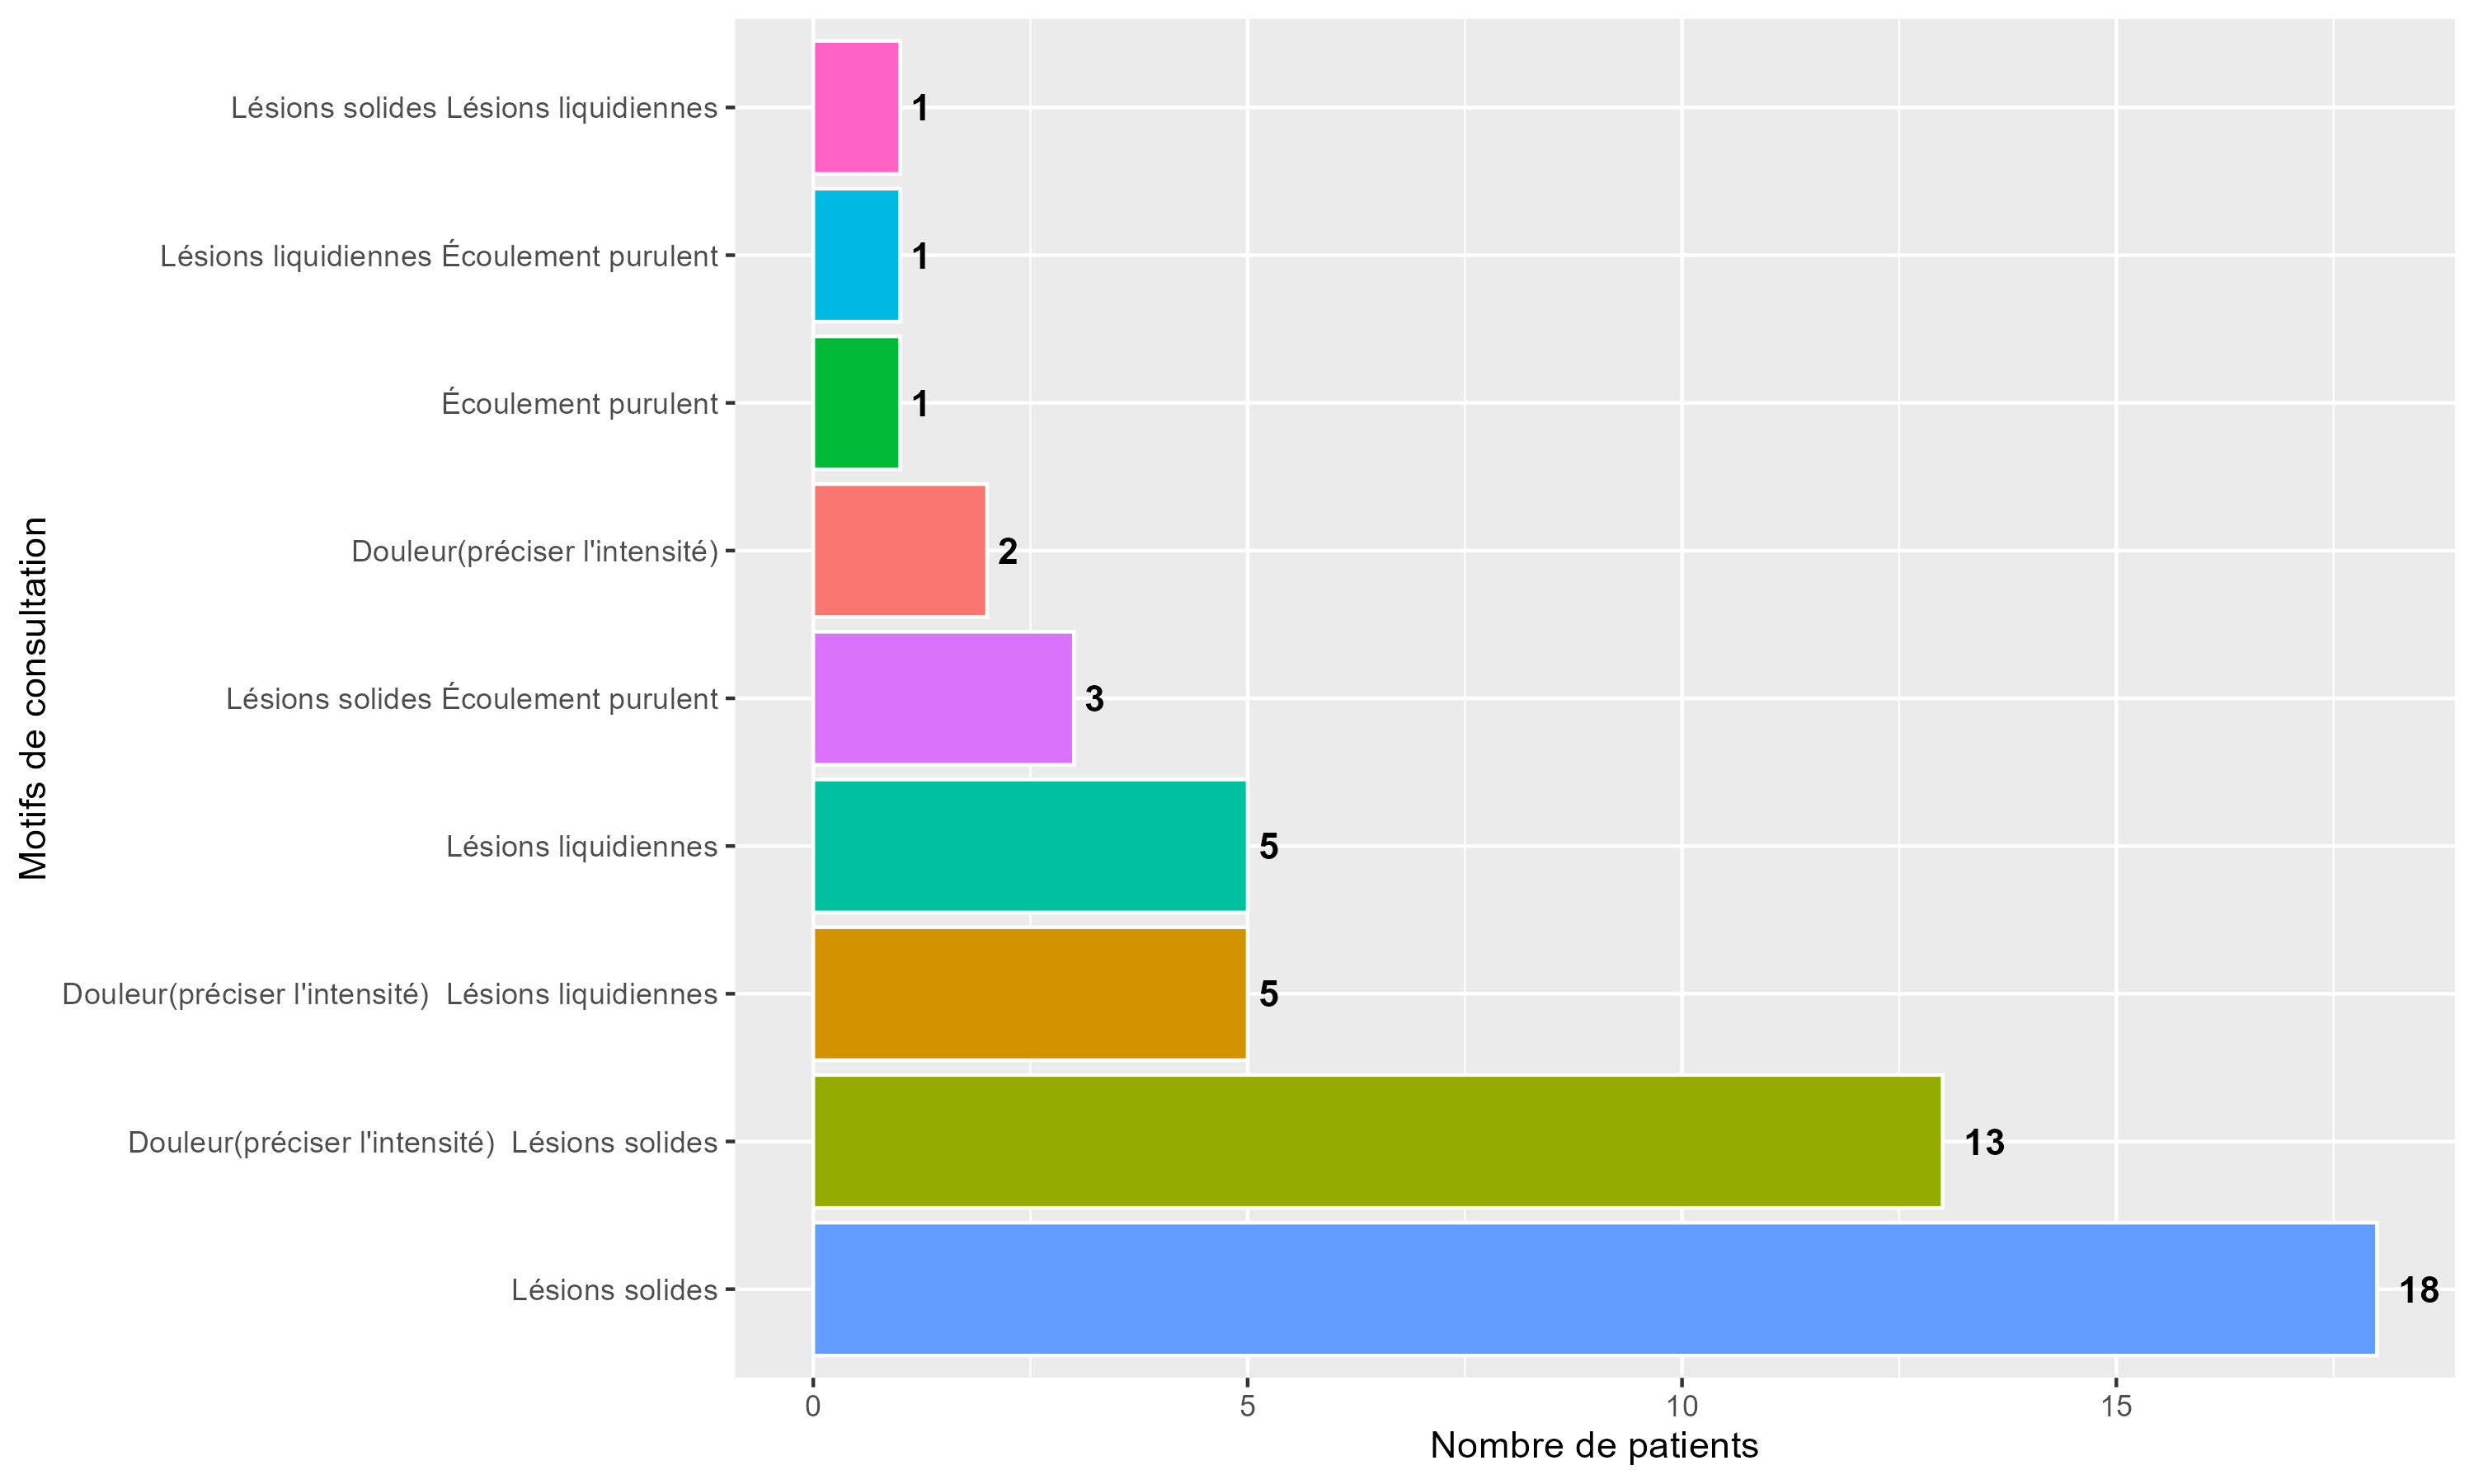 Motifs de consultation
Lésions solides Lésions liquidiennes 1
Lésions liquidiennes Écoulement purulent 1
Écoulement purulent 1
Douleur(préciser l'intensité) 2
Lésions solides Écoulement purulent 3
Lésions liquidiennes 5
Douleur(préciser l'intensité)  Lésions liquidiennes 5
Douleur(préciser l'intensité)  Lésions solides 13
Lésions solides 18
0 5 10 15
Nombre de patients